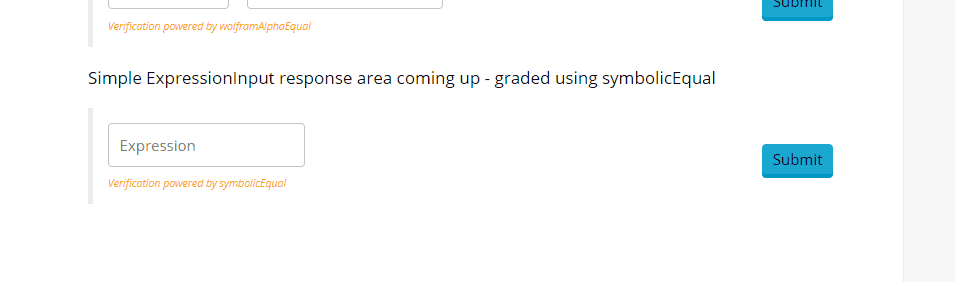 Submit
Verification powered by wolframAlphaEqual
Simple ExpressionInput response area coming up - graded using symbolicEqual
Expression
Submit
Verification powered by symbolicEqual